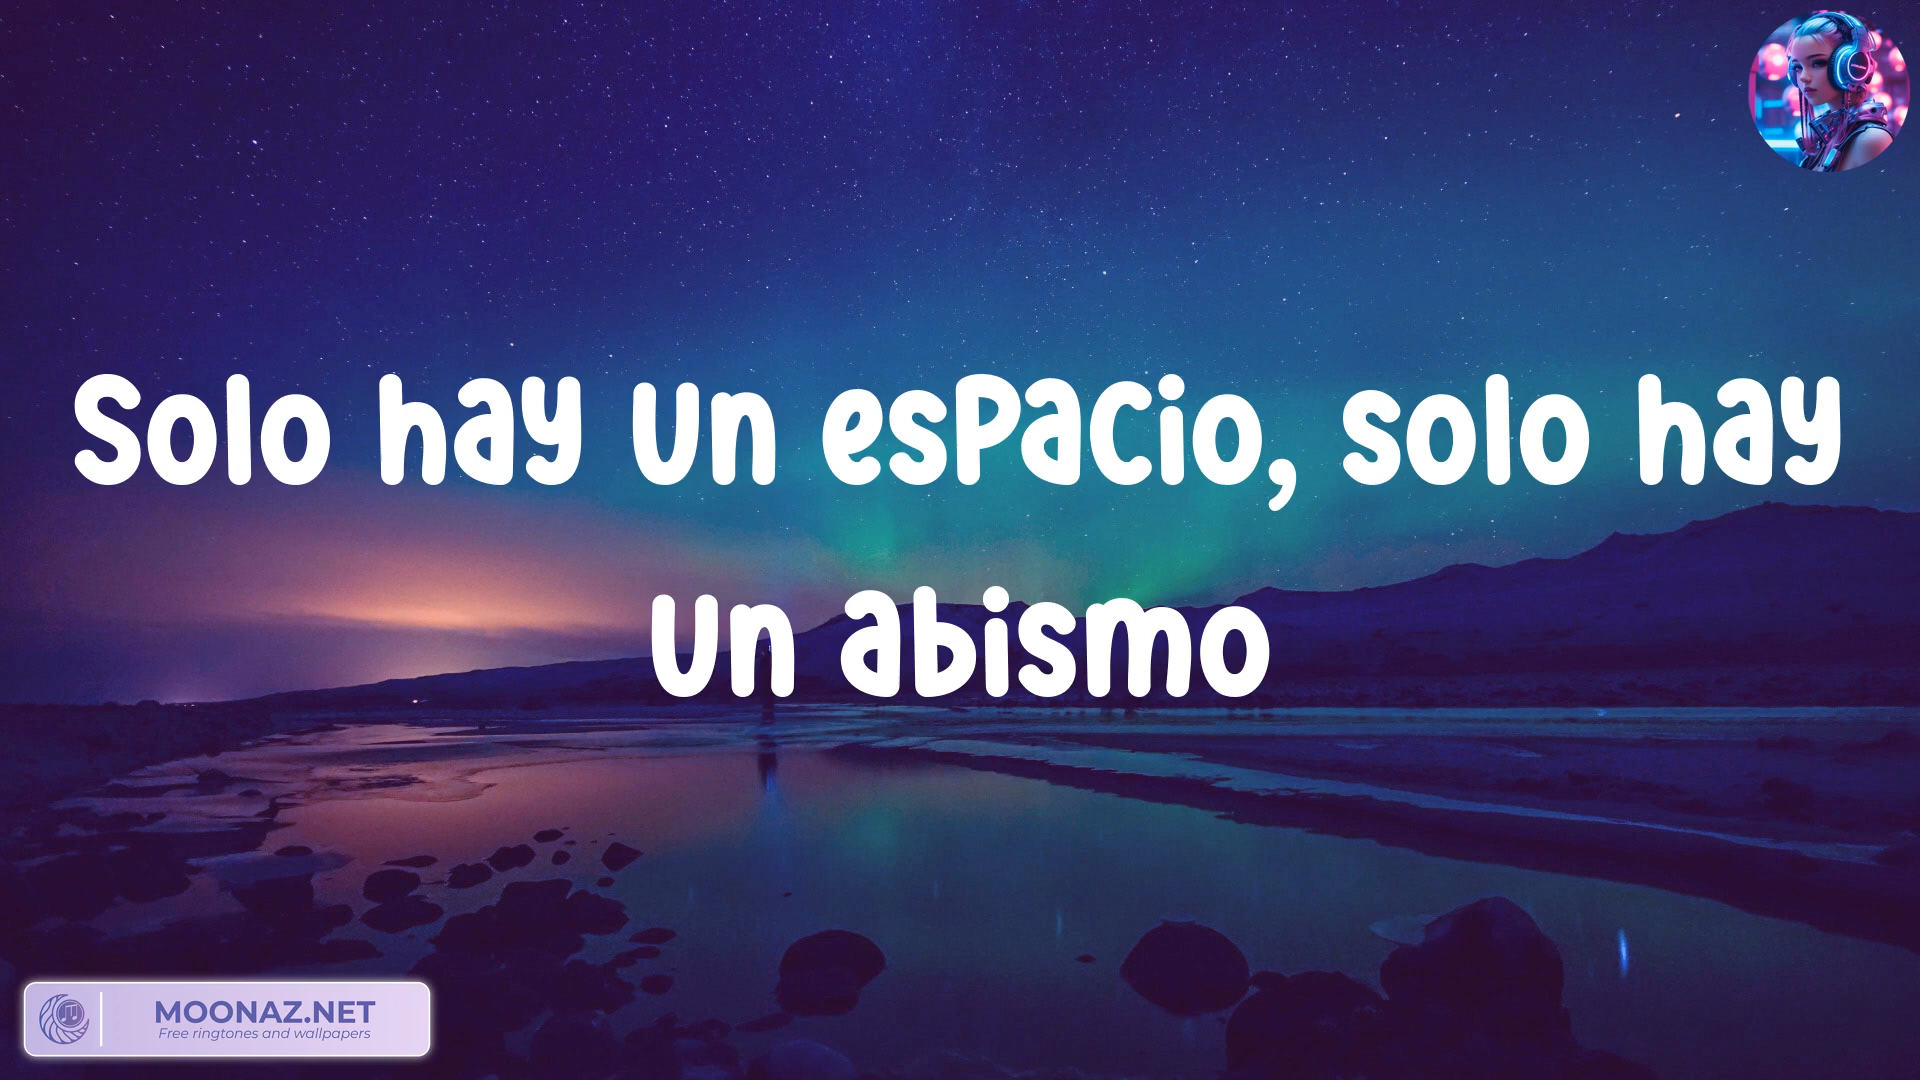 Solo hay un espacio, solo hay
un abismo
MOONAZ.NET
Free ringtones and wallpapers